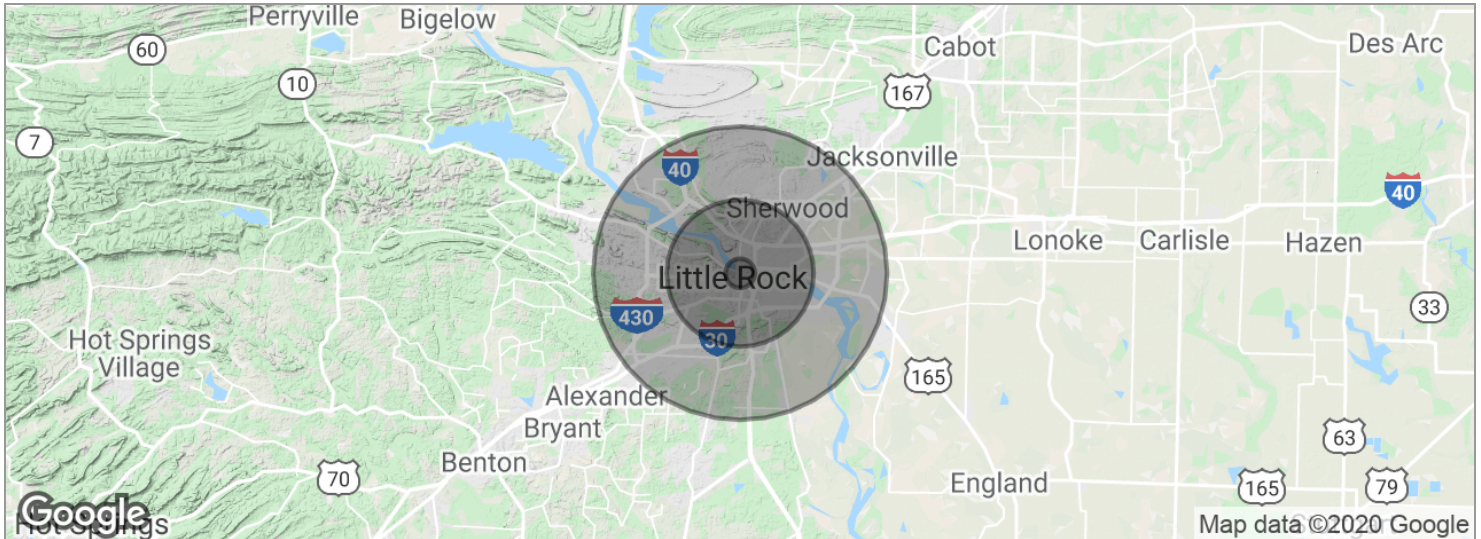 Perryville
Bigelow
Cabot
Des Arc
60
10
167
7
Jacksonville
40
40
Sherwood
Lonoke
Carlisle
Hazen
Little Rock
430
30
33
Hot Springs
Village
165
Alexander
Bryant
Benton
63
70
England
165
79
Google
Hot Springs
Map data ©2020 Google